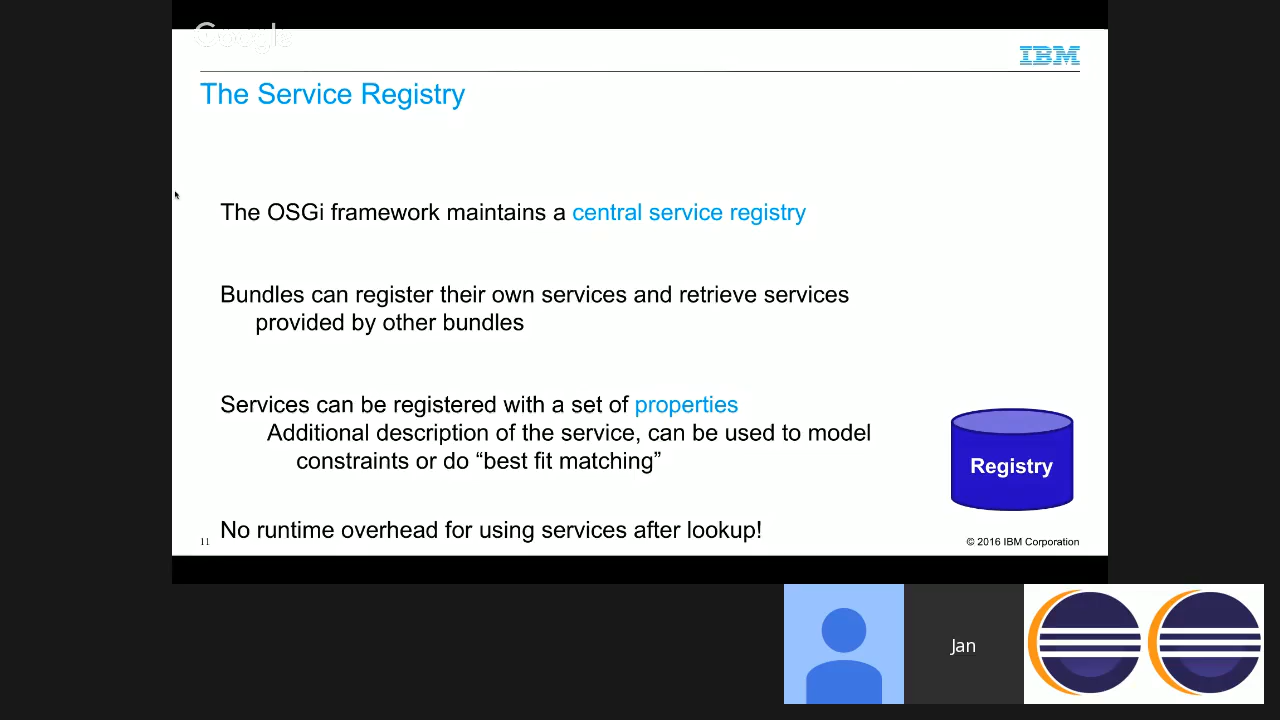 Google
IBM
The Service Registry
The OSGi framework maintains a central service registry
Bundles can register their own services and retrieve services
provided by other bundles
Services can be registered with a set of properties
Additional description of the service, can be used to model
constraints or do “best fit matching”
Registry
No runtime overhead for using services after lookup!
11
© 2016 IBM Corporation
Jan